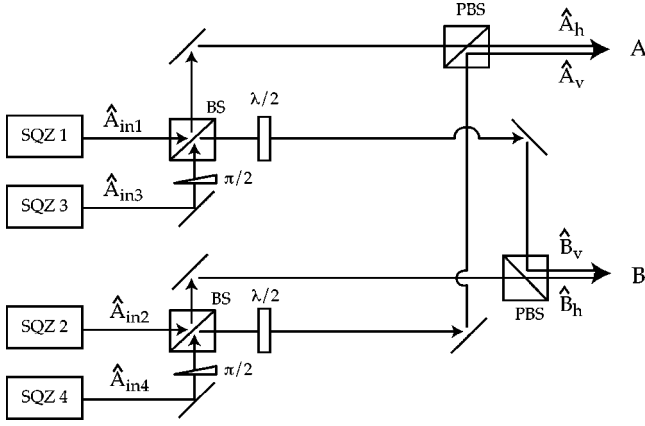 PBS
Â_h
A
Â_v
BS
λ/2
SQZ 1
Â_in1
π/2
SQZ 3
Â_in3
B̂_v
B
B̂_h
PBS
BS
λ/2
SQZ 2
Â_in2
π/2
SQZ 4
Â_in4